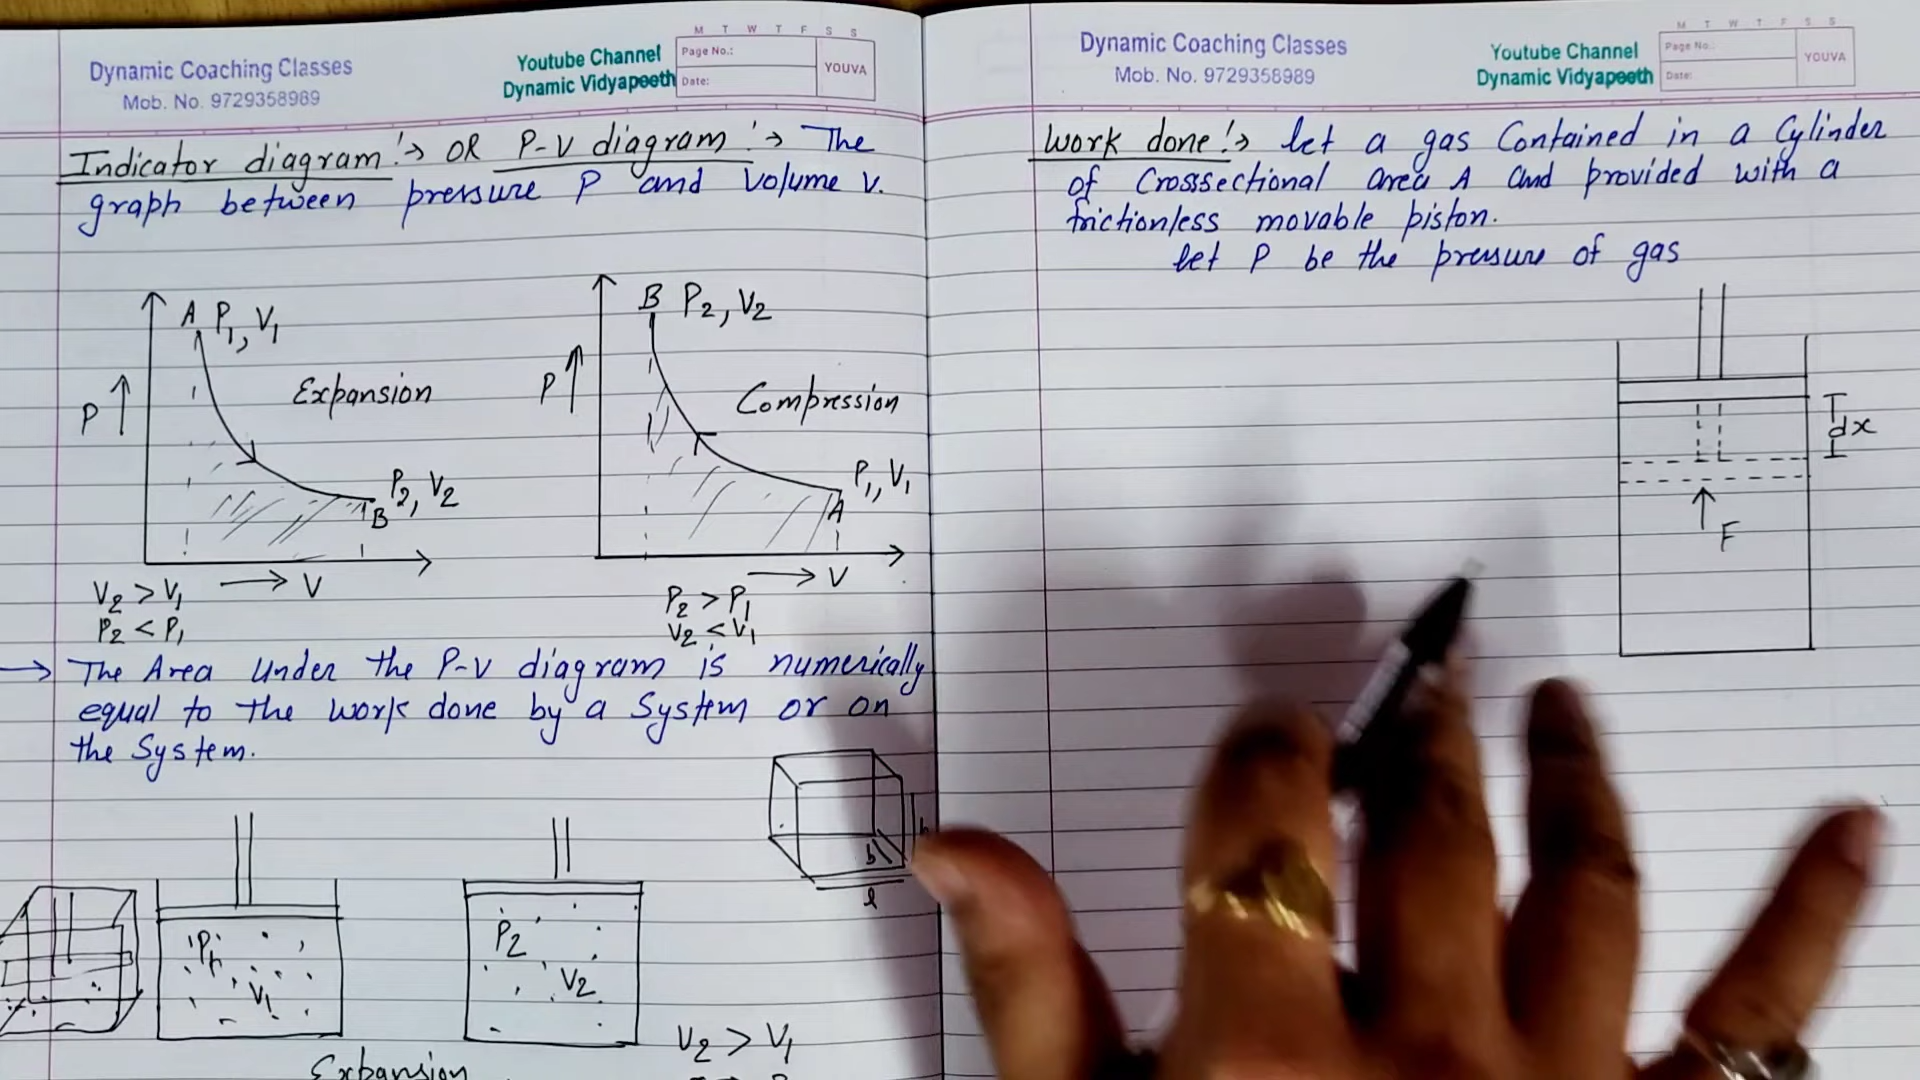 Dynamic Coaching Classes
Mob. No. 9729358989
Youtube Channel
Dynamic Vidyapeeth
M T W T F S S
Page No.:
Date:
YOUVA
Indicator diagram :→ OR P-V diagram :→ The
graph between pressure P and Volume V.
A P1, V1
P
Expansion
P2, V2
B
V
V2 > V1
P2 < P1
B P2, V2
P
Compression
P1, V1
A
V
P2 > P1
V2 < V1
→ The Area Under the P-V diagram is numerically
equal to the work done by a System or on
the System.
b
l
P1
V1
P2
V2
V2 > V1
Expansion
Dynamic Coaching Classes
Mob. No. 9729358989
Youtube Channel
Dynamic Vidyapeeth
M T W T F S S
Page No.:
Date:
YOUVA
Work done :→ let a gas Contained in a Cylinder
of Crosssectional area A and provided with a
frictionless movable piston.
let P be the pressure of gas
dx
F